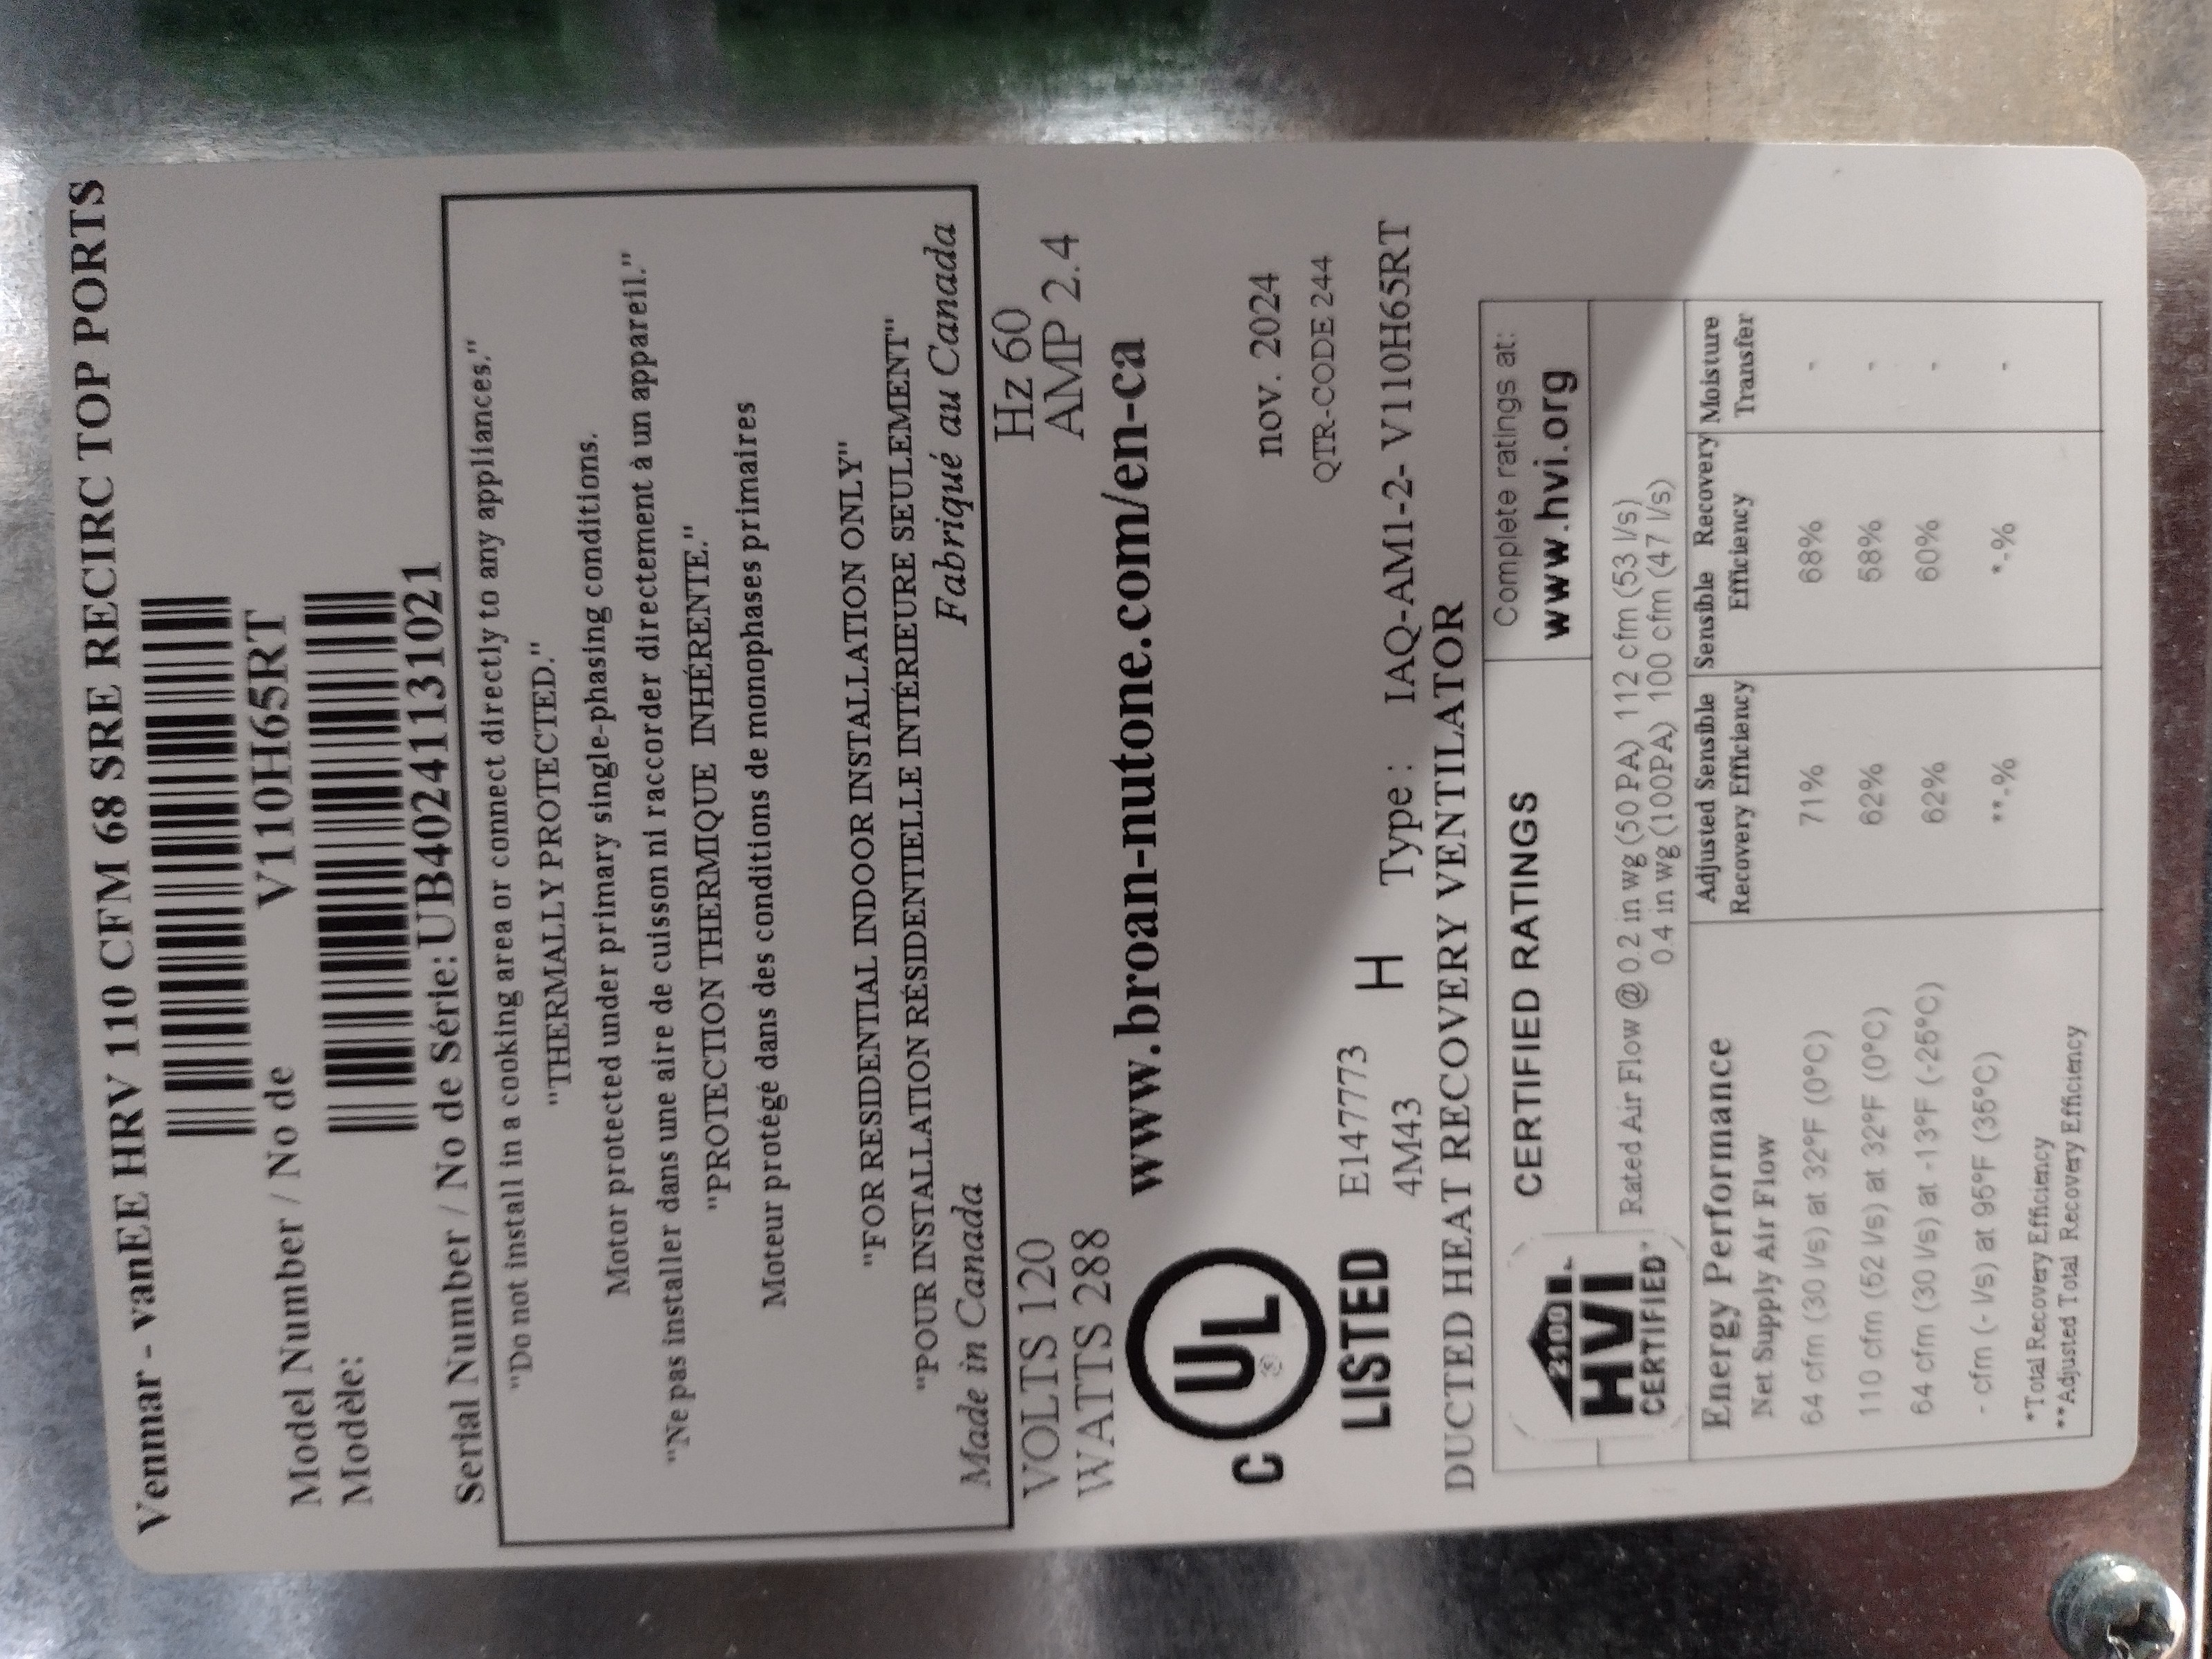 Venmar - vanEE HRV 110 CFM 68 SRE RECIRC TOP PORTS
Model Number / No de
Modèle:
V110H65RT
Serial Number / No de Série: UB40241131021
"Do not install in a cooking area or connect directly to any appliances."
"THERMALLY PROTECTED."
Motor protected under primary single-phasing conditions.
"Ne pas installer dans une aire de cuisson ni raccorder directement à un appareil."
"PROTECTION THERMIQUE INHÉRENTE."
Moteur protégé dans des conditions de monophases primaires
"FOR RESIDENTIAL INDOOR INSTALLATION ONLY"
"POUR INSTALLATION RÉSIDENTIELLE INTÉRIEURE SEULEMENT"
Made in Canada Fabriqué au Canada
VOLTS 120 Hz 60
WATTS 288 AMP 2.4
www.broan-nutone.com/en-ca
C UL ®
LISTED
nov. 2024
QTR-CODE 244
E147773
4M43
H Type : IAQ-AM1-2- V110H65RT
DUCTED HEAT RECOVERY VENTILATOR
2100
HVI
CERTIFIED™
CERTIFIED RATINGS
Complete ratings at:
www.hvi.org
Rated Air Flow @ 0.2 in wg (50 PA) 112 cfm (53 l/s)
0.4 in wg (100PA) 100 cfm (47 l/s)
Energy Performance
Net Supply Air Flow
Adjusted Sensible
Recovery Efficiency
Sensible Recovery
Efficiency
Moisture
Transfer
64 cfm (30 l/s) at 32°F (0°C) 71% 68% -
110 cfm (52 l/s) at 32°F (0°C) 62% 58% -
64 cfm (30 l/s) at -13°F (-25°C) 62% 60% -
- cfm (- l/s) at 95°F (35°C) **-% *-% -
*Total Recovery Efficiency
**Adjusted Total Recovery Efficiency